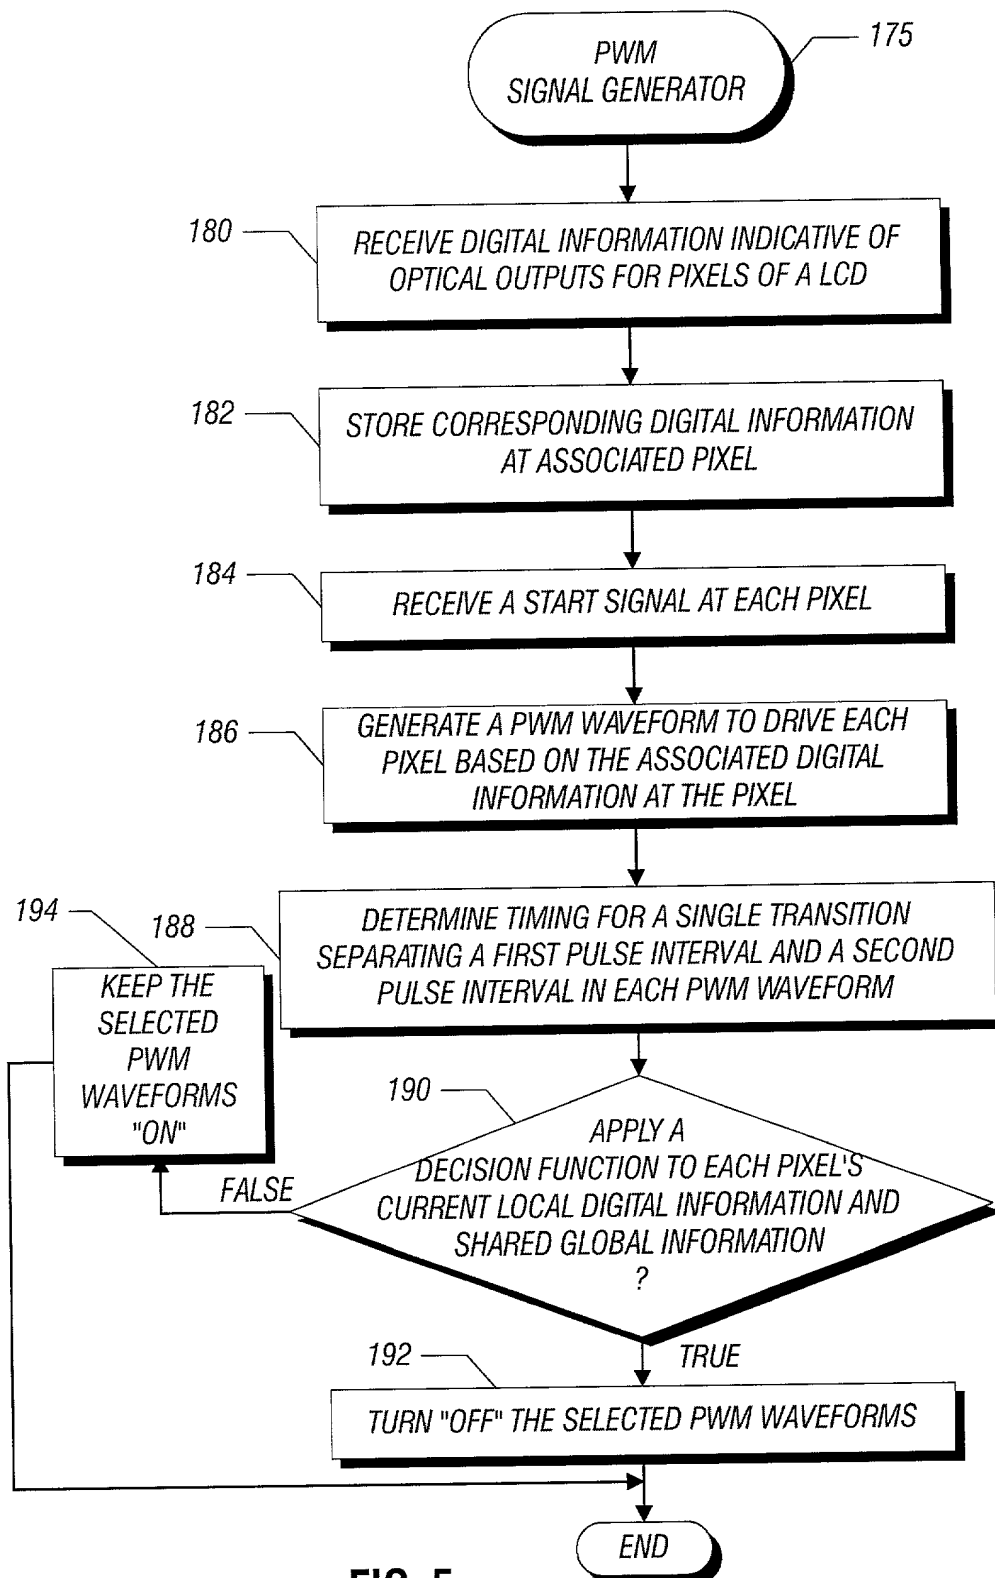 PWM
SIGNAL GENERATOR
175
180
RECEIVE DIGITAL INFORMATION INDICATIVE OF
OPTICAL OUTPUTS FOR PIXELS OF A LCD
182
STORE CORRESPONDING DIGITAL INFORMATION
AT ASSOCIATED PIXEL
184
RECEIVE A START SIGNAL AT EACH PIXEL
186
GENERATE A PWM WAVEFORM TO DRIVE EACH
PIXEL BASED ON THE ASSOCIATED DIGITAL
INFORMATION AT THE PIXEL
188
DETERMINE TIMING FOR A SINGLE TRANSITION
SEPARATING A FIRST PULSE INTERVAL AND A SECOND
PULSE INTERVAL IN EACH PWM WAVEFORM
194
KEEP THE
SELECTED
PWM
WAVEFORMS
"ON"
190
APPLY A
DECISION FUNCTION TO EACH PIXEL'S
CURRENT LOCAL DIGITAL INFORMATION AND
SHARED GLOBAL INFORMATION
?
FALSE
TRUE
192
TURN "OFF" THE SELECTED PWM WAVEFORMS
END
FIG. 5